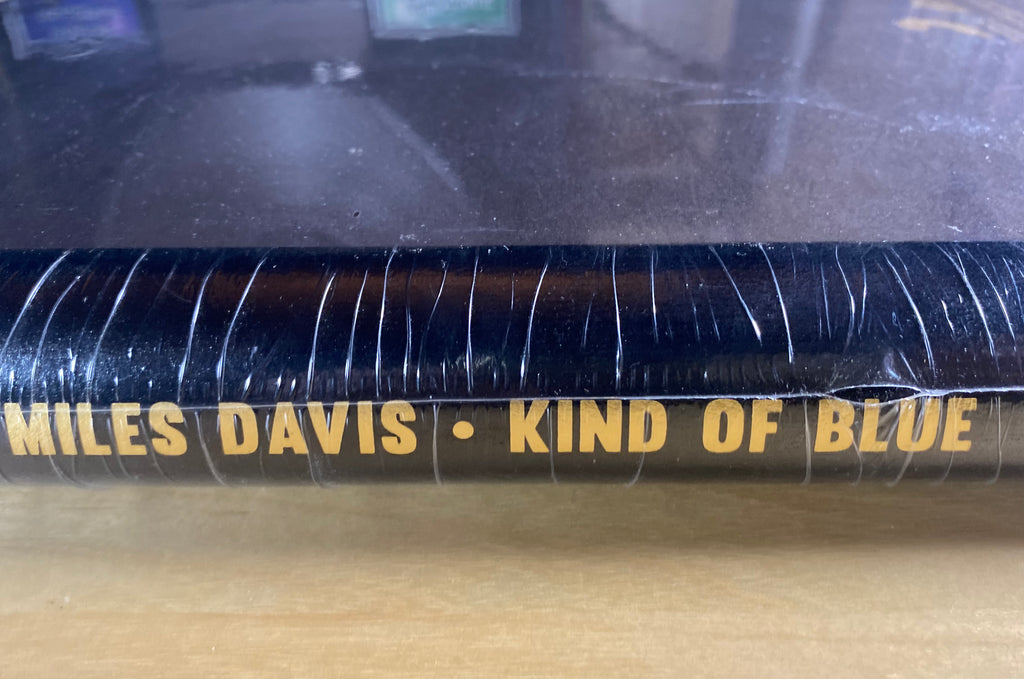 MILES DAVIS • KIND OF BLUE